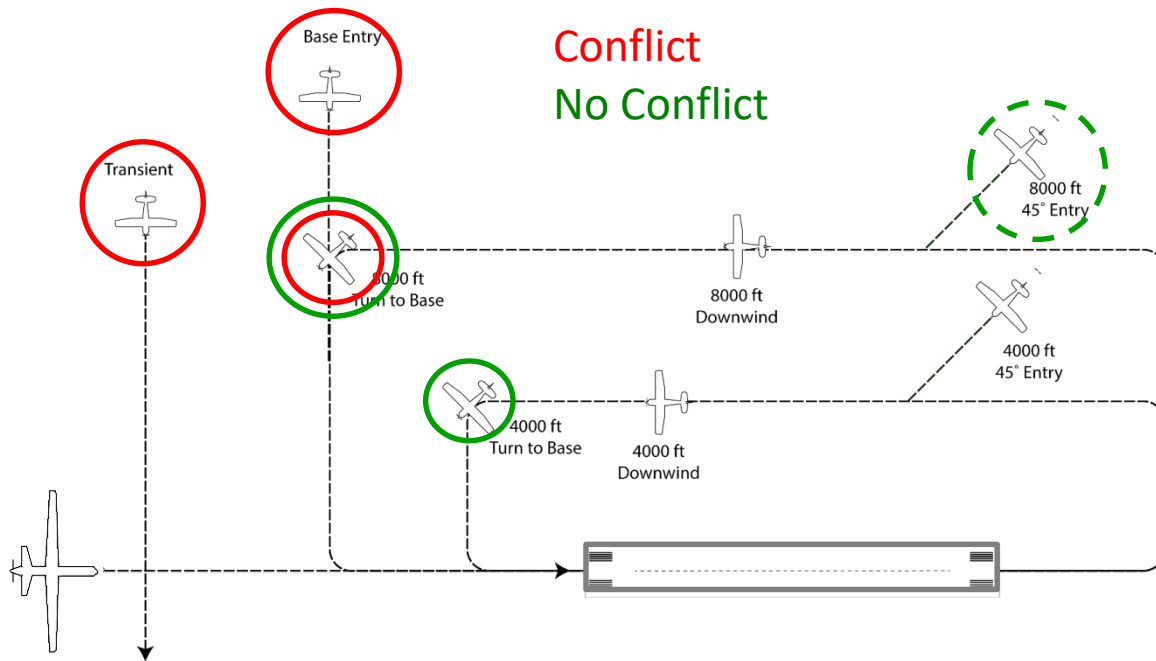 Base Entry
Conflict
No Conflict
Transient
8000 ft
45° Entry
8000 ft
Turn to Base
8000 ft
Downwind
4000 ft
45° Entry
4000 ft
Turn to Base
4000 ft
Downwind